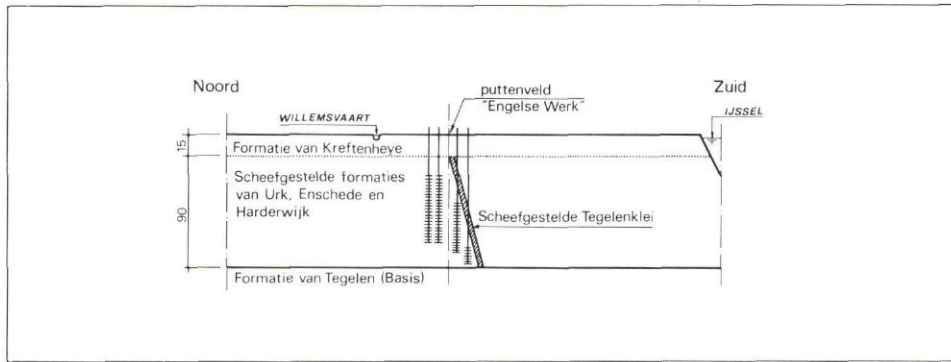 Noord
Zuid
puttenveld
"Engelse Werk"
WILLEMSVAART
IJSSEL
15
Formatie van Kreftenheye
Scheefgestelde formaties
van Urk, Enschede en
Harderwijk
90
Scheefgestelde Tegelenklei
Formatie van Tegelen (Basis)